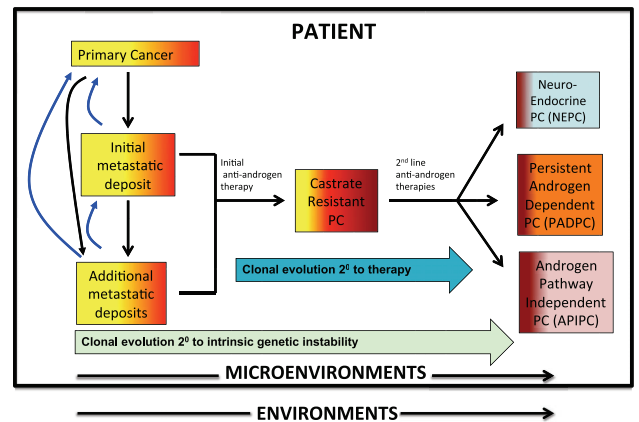 PATIENT
Primary Cancer
Initial
metastatic
deposit
Additional
metastatic
deposits
Initial
anti-androgen
therapy
Castrate
Resistant
PC
2nd line
anti-androgen
therapies
Neuro-
Endocrine
PC (NEPC)
Persistent
Androgen
Dependent
PC (PADPC)
Androgen
Pathway
Independent
PC (APIPC)
Clonal evolution 2⁰ to therapy
Clonal evolution 2⁰ to intrinsic genetic instability
MICROENVIRONMENTS
ENVIRONMENTS